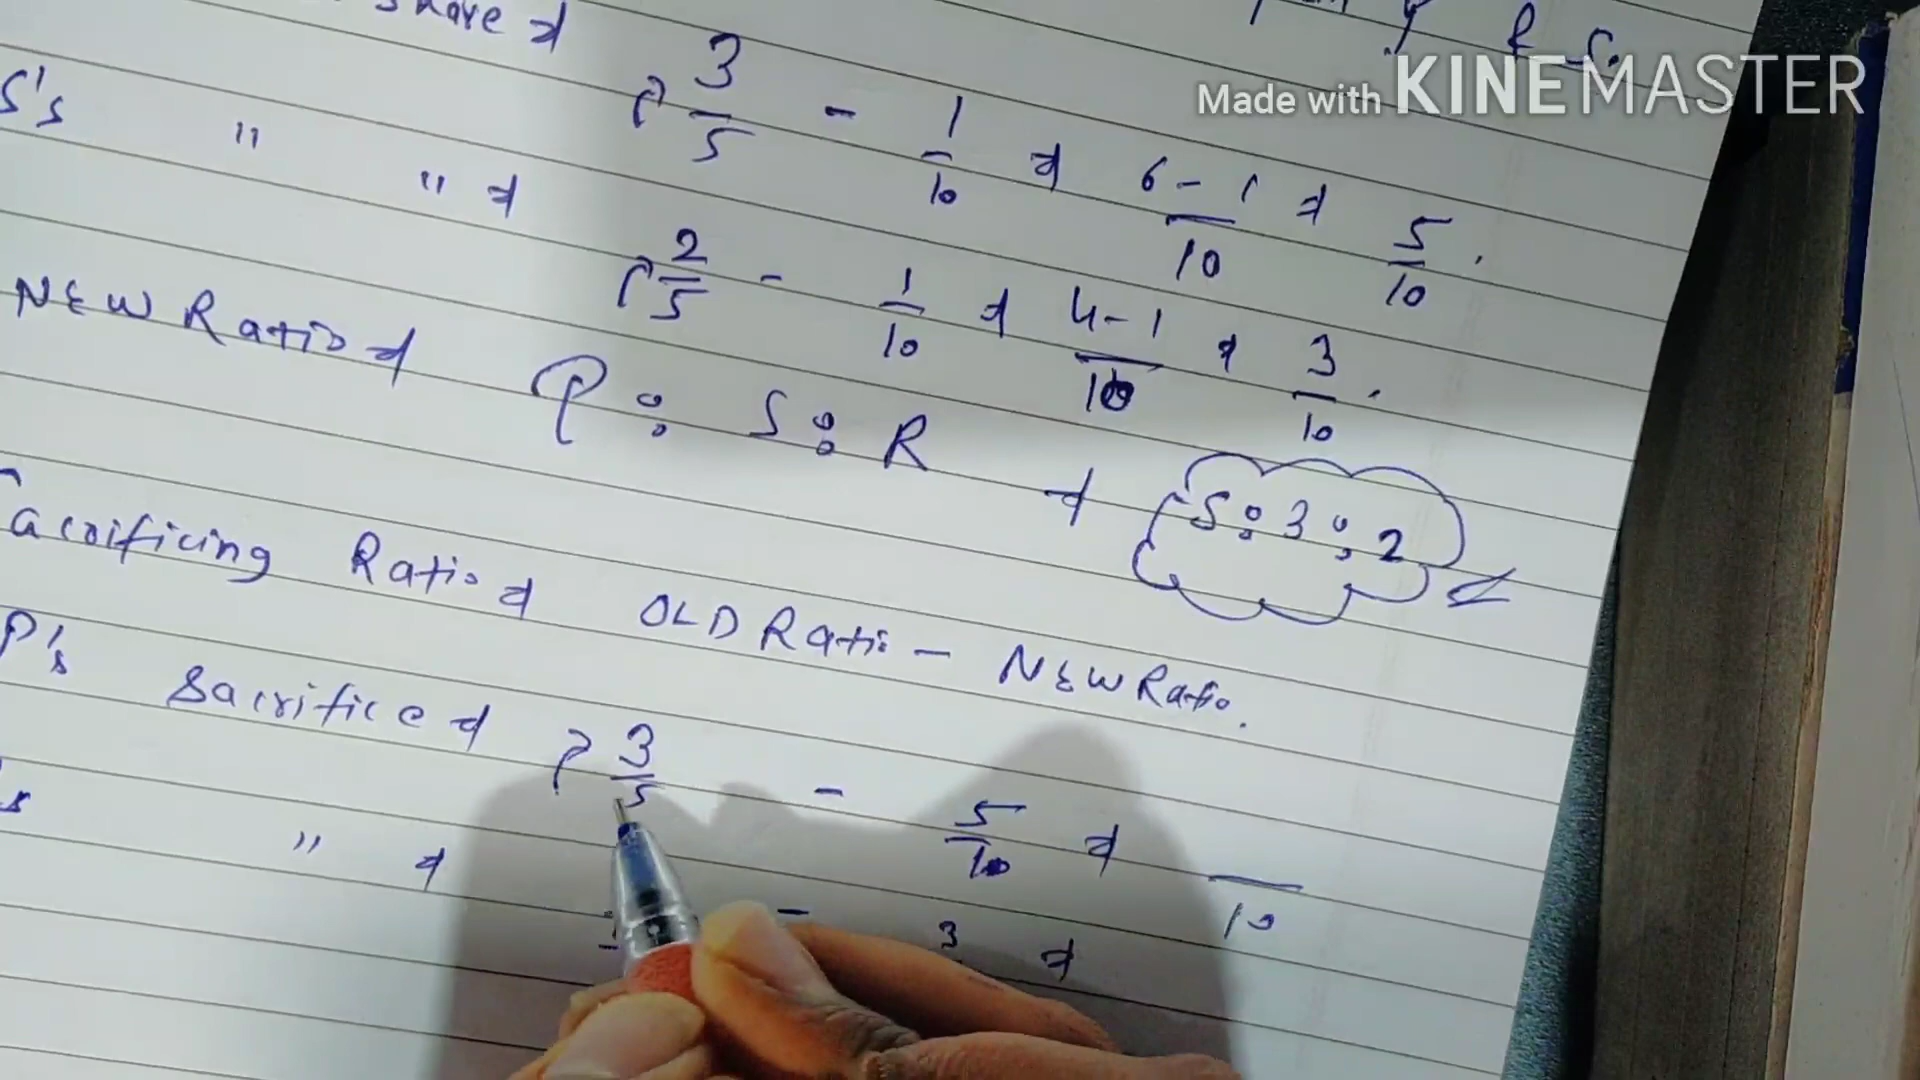 share ⇒ 3/5 - 1/10 ⇒ 6-1/10 ⇒ 5/10.
S's " " ⇒ 2/5 - 1/10 ⇒ 4-1/10 ⇒ 3/10.
NEW Ratio ⇒ P : S : R ⇒ 5:3:2
Sacrificing Ratio ⇒ OLD Ratio - NEW Ratio.
P's Sacrifice ⇒ 3/5 - 5/10 ⇒ /10
" ⇒ - 3 ⇒
Made with KINEMASTER